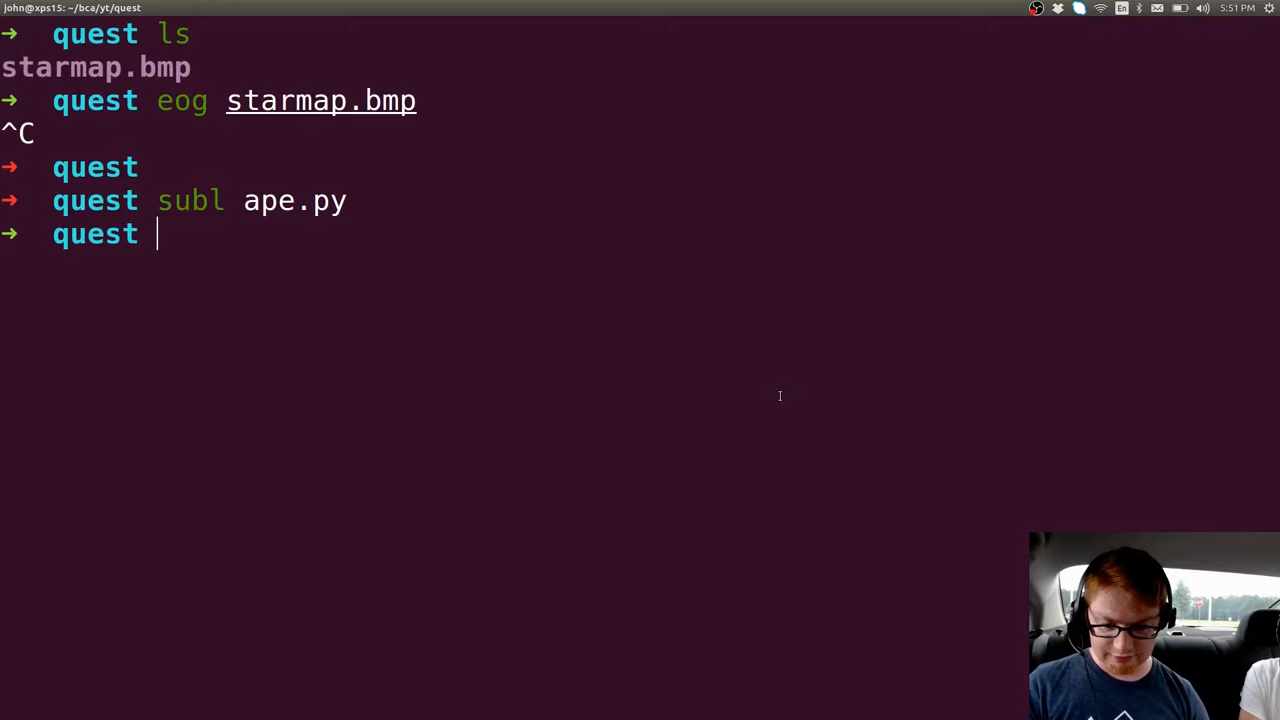 john@xps15: ~/bca/yt/quest
En
5:51 PM
➜ quest ls
starmap.bmp
➜ quest eog starmap.bmp
^C
➜ quest
➜ quest subl ape.py
➜ quest